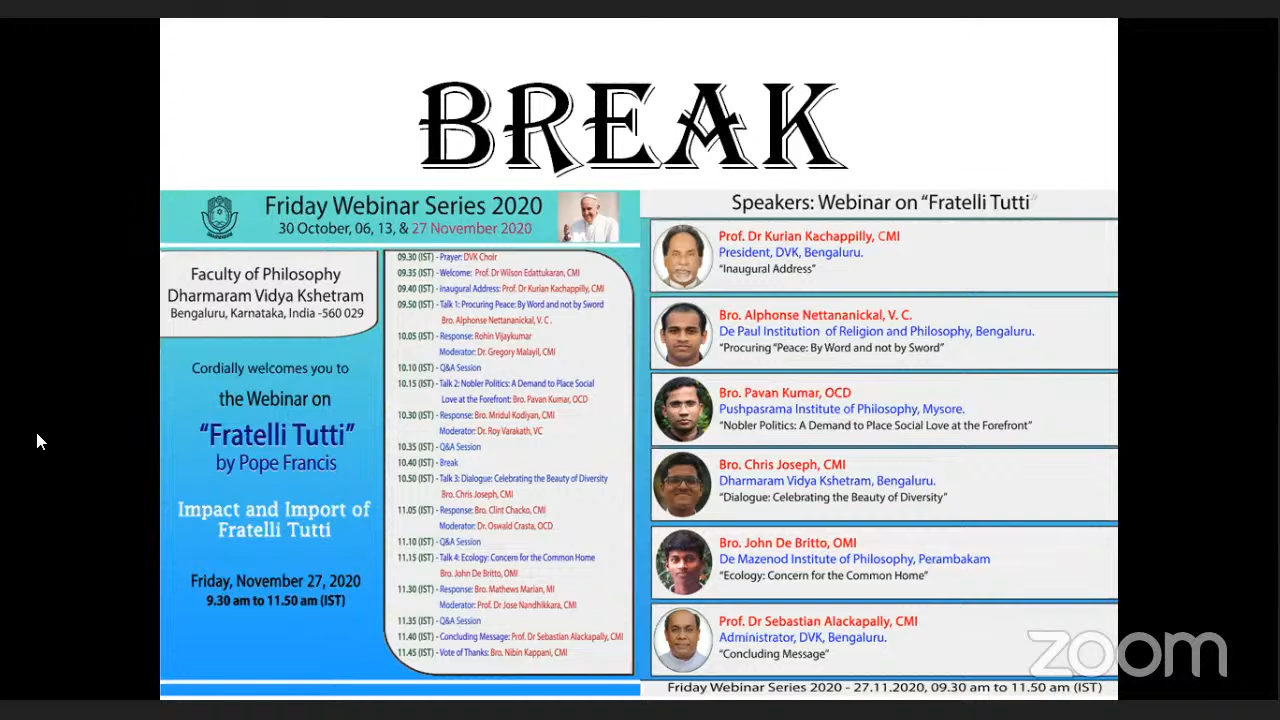 BREAK
Friday Webinar Series 2020
30 October, 06, 13, & 27 November 2020
Faculty of Philosophy
Dharmaram Vidya Kshetram
Bengaluru, Karnataka, India -560 029
Cordially welcomes you to
the Webinar on
“Fratelli Tutti”
by Pope Francis
Impact and Import of
Fratelli Tutti
Friday, November 27, 2020
9.30 am to 11.50 am (IST)
09.30 (IST) - Prayer: DVK Choir
09.35 (IST) - Welcome: Prof. Dr Wilson Edattukaran, CMI
09.40 (IST) - Inaugural Address: Prof. Dr Kurian Kachappilly, CMI
09.50 (IST) - Talk 1: Procuring Peace: By Word and not by Sword
Bro. Alphonse Nettananickal, V. C .
10.05 (IST) - Response: Rohin Vijaykumar
Moderator: Dr. Gregory Malayil, CMI
10.10 (IST) - Q&A Session
10.15 (IST) - Talk 2: Nobler Politics: A Demand to Place Social
Love at the Forefront: Bro. Pavan Kumar, OCD
10.30 (IST) - Response: Bro. Mridul Kodiyan, CMI
Moderator: Dr. Roy Varakath, VC
10.35 (IST) - Q&A Session
10.40 (IST) - Break
10.50 (IST) - Talk 3: Dialogue: Celebrating the Beauty of Diversity
Bro. Chris Joseph, CMI
11.05 (IST) - Response: Bro. Clint Chacko, CMI
Moderator: Dr. Oswald Crasta, OCD
11.10 (IST) - Q&A Session
11.15 (IST) - Talk 4: Ecology: Concern for the Common Home
Bro. John De Britto, OMI
11.30 (IST) - Response: Bro. Mathews Marian, MI
Moderator: Prof. Dr Jose Nandhikkara, CMI
11.35 (IST) - Q&A Session
11.40 (IST) - Concluding Message: Prof. Dr Sebastian Alackapally, CMI
11.45 (IST) - Vote of Thanks: Bro. Nibin Kappani, CMI
Speakers: Webinar on “Fratelli Tutti”
Prof. Dr Kurian Kachappilly, CMI
President, DVK, Bengaluru.
“Inaugural Address”
Bro. Alphonse Nettananickal, V. C.
De Paul Institution of Religion and Philosophy, Bengaluru.
“Procuring “Peace: By Word and not by Sword”
Bro. Pavan Kumar, OCD
Pushpasrama Institute of Philosophy, Mysore.
“Nobler Politics: A Demand to Place Social Love at the Forefront”
Bro. Chris Joseph, CMI
Dharmaram Vidya Kshetram, Bengaluru.
“Dialogue: Celebrating the Beauty of Diversity”
Bro. John De Britto, OMI
De Mazenod Institute of Philosophy, Perambakam
“Ecology: Concern for the Common Home”
Prof. Dr Sebastian Alackapally, CMI
Administrator, DVK, Bengaluru.
“Concluding Message”
zoom
Friday Webinar Series 2020 - 27.11.2020, 09.30 am to 11.50 am (IST)